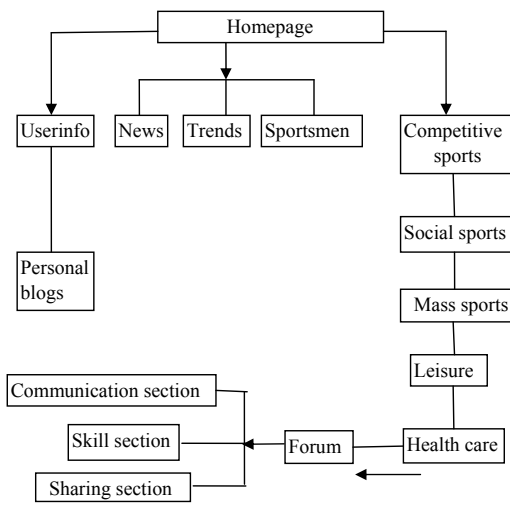 Homepage
Userinfo
News
Trends
Sportsmen
Competitive
sports
Social sports
Personal
blogs
Mass sports
Leisure
Communication section
Skill section
Forum
Health care
Sharing section